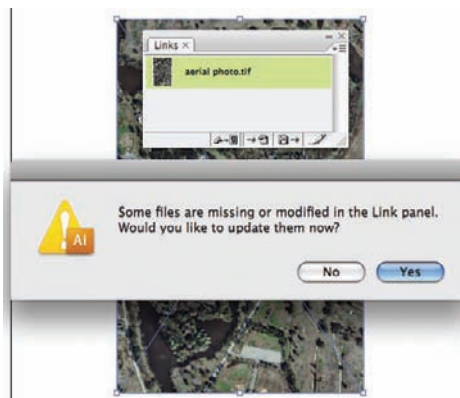 Links ×
aerial photo.tif
Ai
Some files are missing or modified in the Link panel.
Would you like to update them now?
No
Yes